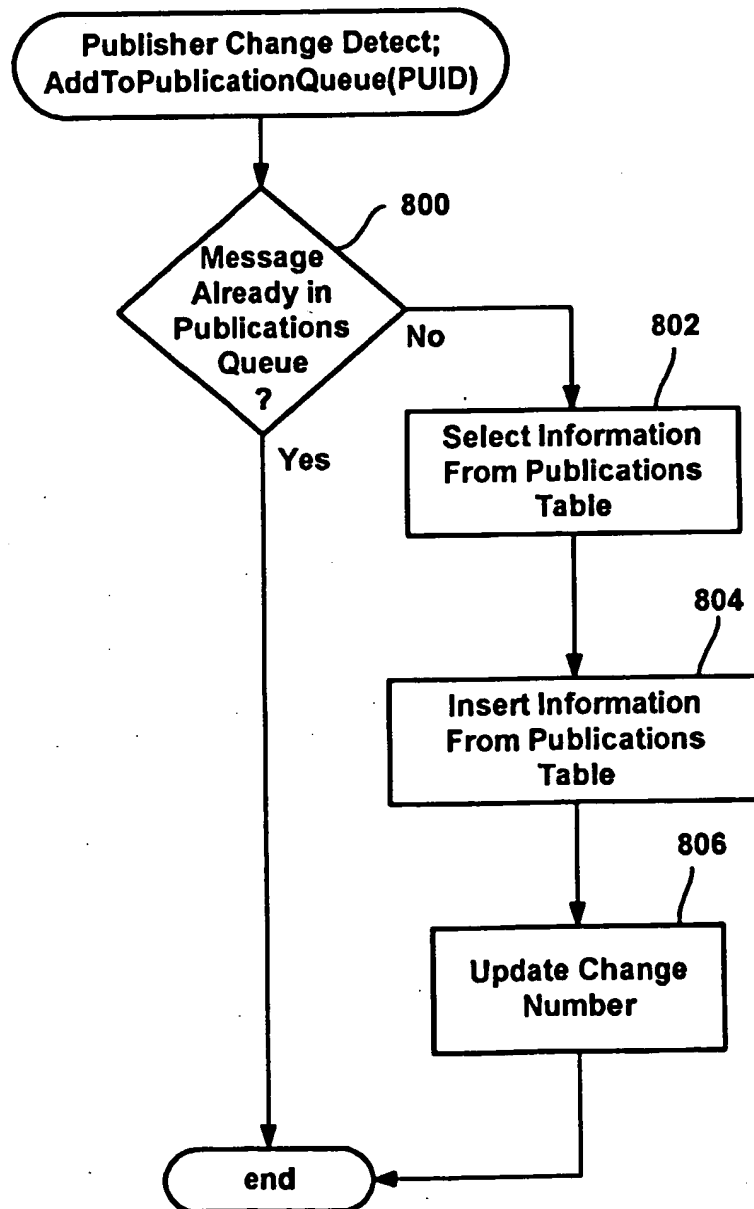 Publisher Change Detect;
AddToPublicationQueue(PUID)
800
Message
Already in
Publications
Queue
?
No
Yes
802
Select Information
From Publications
Table
804
Insert Information
From Publications
Table
806
Update Change
Number
end